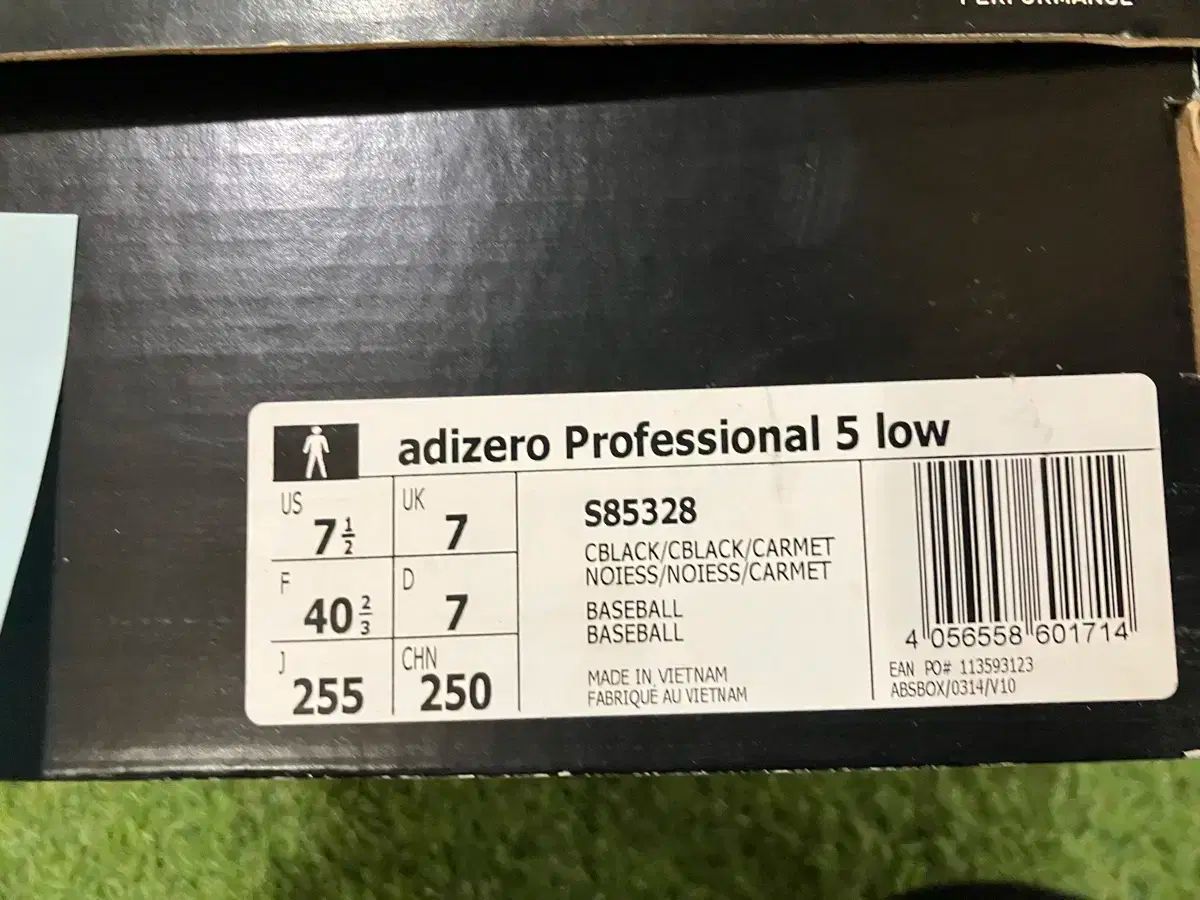 PERFORMANCE
adizero Professional 5 low
US 7 1/2
UK 7
F 40 2/3
D 7
J 255
CHN 250
S85328
CBLACK/CBLACK/CARMET
NOIESS/NOIESS/CARMET
BASEBALL
BASEBALL
MADE IN VIETNAM
FABRIQUÉ AU VIETNAM
4 056558 601714
EAN PO# 113593123
ABSBOX/0314/V10